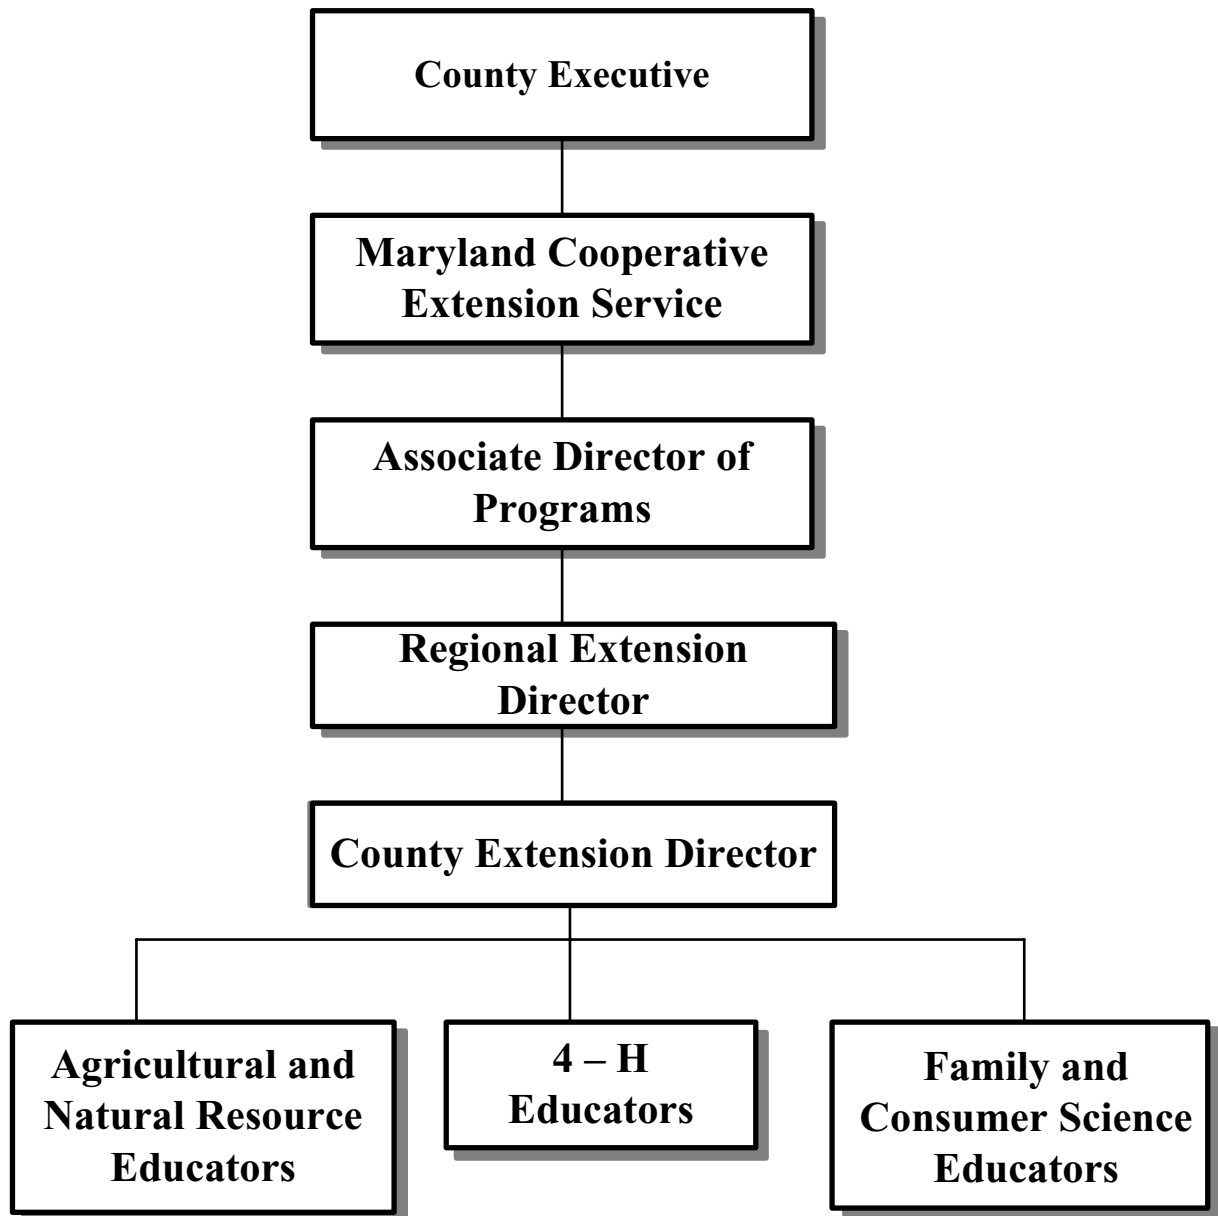 County Executive
Maryland Cooperative
Extension Service
Associate Director of
Programs
Regional Extension
Director
County Extension Director
Agricultural and
Natural Resource
Educators
4 – H
Educators
Family and
Consumer Science
Educators